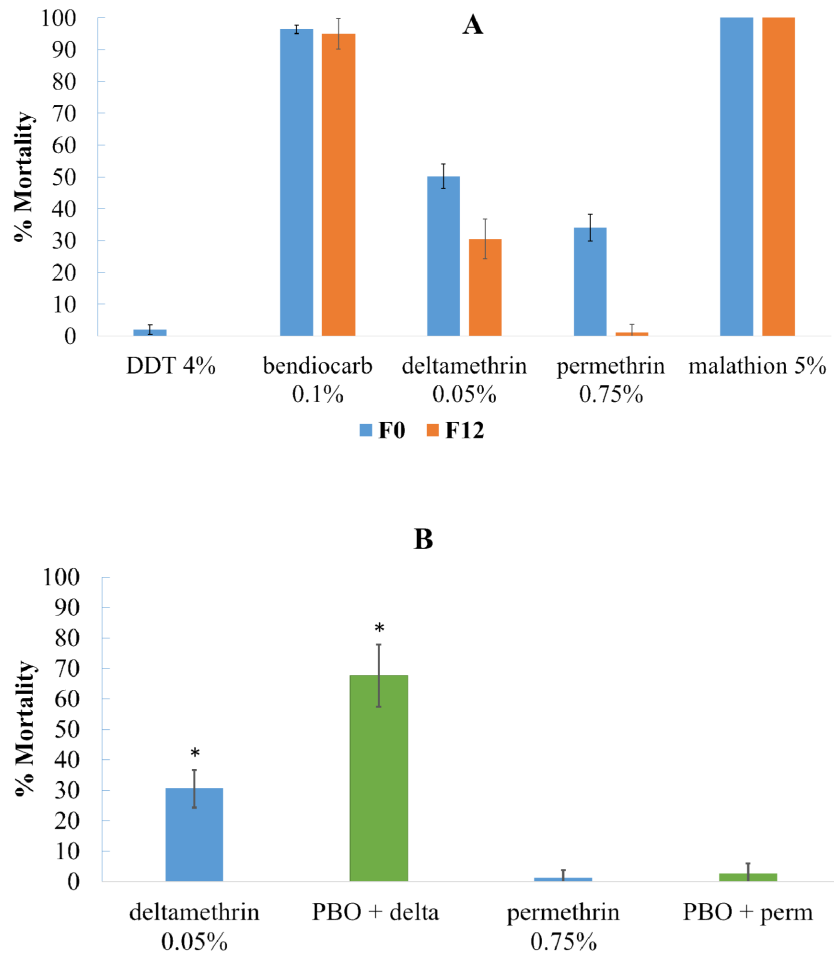 A
100
90
80
70
60
50
40
30
20
10
0
% Mortality
DDT 4%
bendiocarb
0.1%
deltamethrin
0.05%
permethrin
0.75%
malathion 5%
F0
F12
B
100
90
80
70
60
50
40
30
20
10
0
% Mortality
*
*
deltamethrin
0.05%
PBO + delta
permethrin
0.75%
PBO + perm